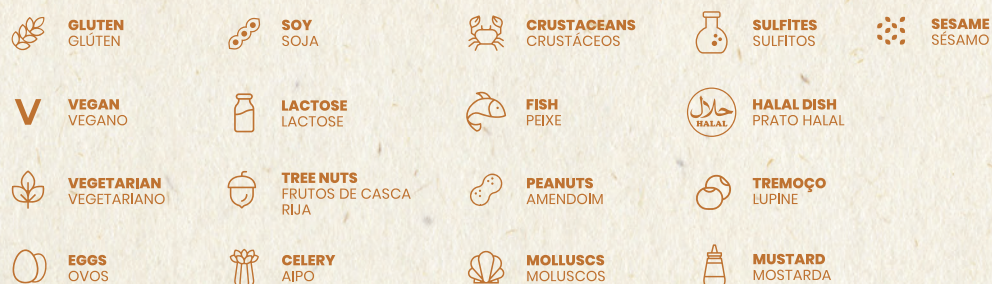 GLUTEN
GLÚTEN
SOY
SOJA
CRUSTACEANS
CRUSTÁCEOS
SULFITES
SULFITOS
SESAME
SÉSAMO
V
VEGAN
VEGANO
LACTOSE
LACTOSE
FISH
PEIXE
حلال
HALAL
HALAL DISH
PRATO HALAL
VEGETARIAN
VEGETARIANO
TREE NUTS
FRUTOS DE CASCA
RIJA
PEANUTS
AMENDOIM
TREMOÇO
LUPINE
EGGS
OVOS
CELERY
AIPO
MOLLUSCS
MOLUSCOS
MUSTARD
MOSTARDA